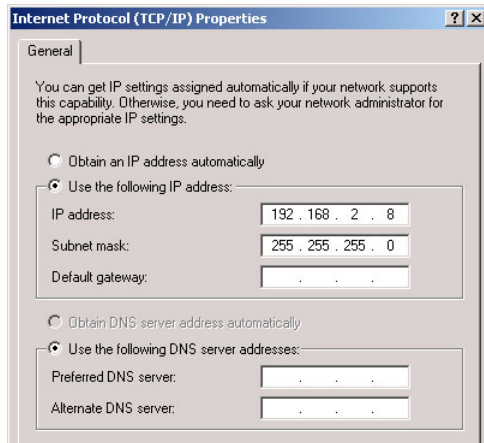 Internet Protocol (TCP/IP) Properties
General
You can get IP settings assigned automatically if your network supports
this capability. Otherwise, you need to ask your network administrator for
the appropriate IP settings.
Obtain an IP address automatically
Use the following IP address:
IP address: 192 . 168 . 2 . 8
Subnet mask: 255 . 255 . 255 . 0
Default gateway: . . .
Obtain DNS server address automatically
Use the following DNS server addresses:
Preferred DNS server: . . .
Alternate DNS server: . . .